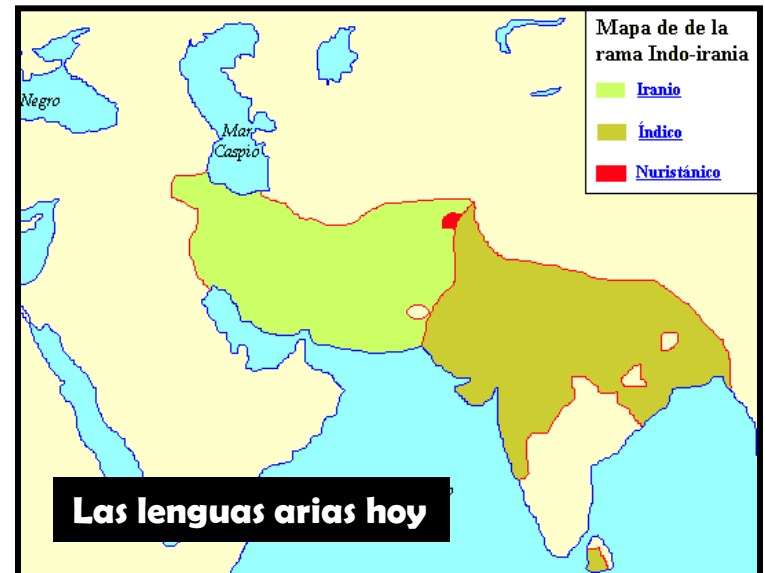 Mapa de de la
rama Indo-irania
Iranio
Índico
Nuristánico
Negro
Mar
Caspio
Las lenguas arias hoy